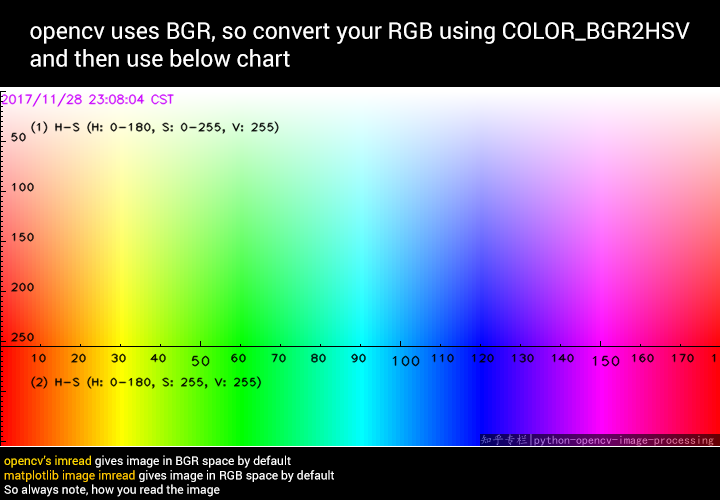 opencv uses BGR, so convert your RGB using COLOR_BGR2HSV
and then use below chart
2017/11/28 23:08:04 CST
(1) H-S (H: 0-180, S: 0-255, V: 255)
50
100
150
200
250
10 20 30 40 50 60 70 80 90 100 110 120 130 140 150 160 170 1
(2) H-S (H: 0-180, S: 255, V: 255)
知乎专栏|python-opencv-image-processing
opencv's imread gives image in BGR space by default
matplotlib image imread gives image in RGB space by default
So always note, how you read the image